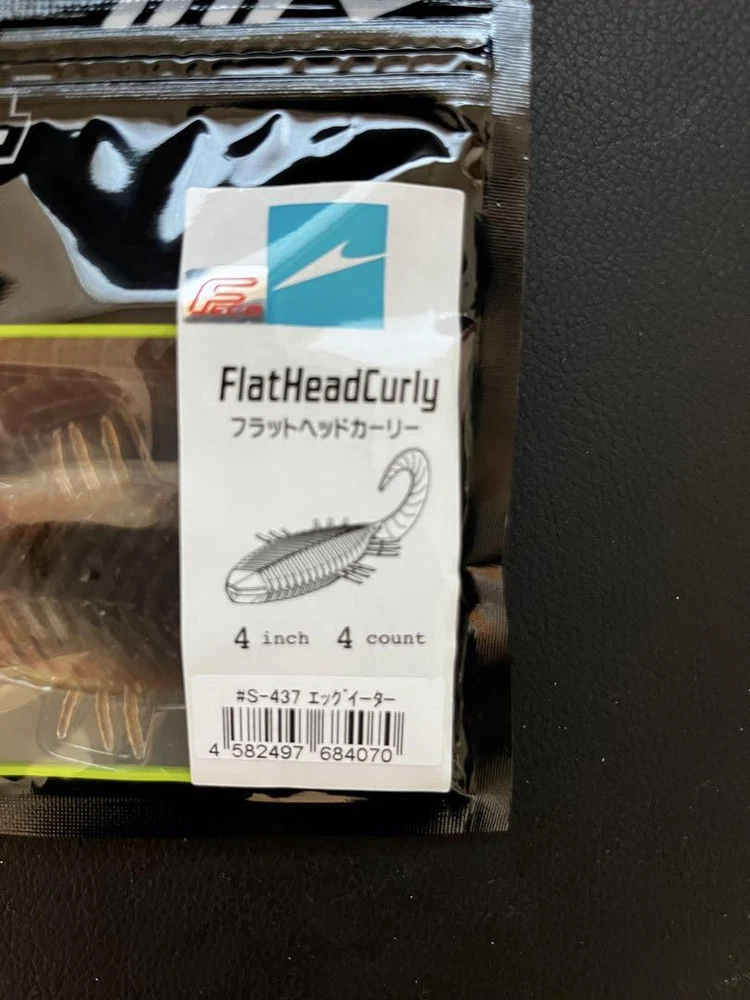 Feco
FlatHeadCurly
フラットヘッドカーリー
4 inch 4 count
#S-437 エッグイーター
4 582497 684070